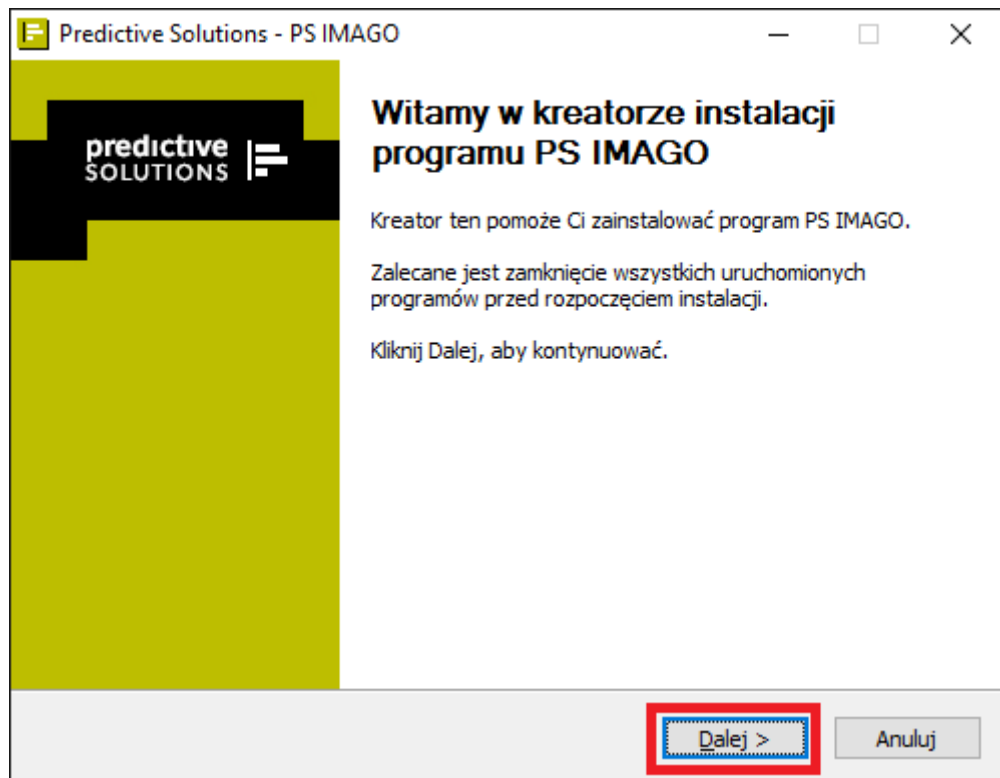 Predictive Solutions - PS IMAGO
predictive
SOLUTIONS
Witamy w kreatorze instalacji
programu PS IMAGO
Kreator ten pomoże Ci zainstalować program PS IMAGO.
Zalecane jest zamknięcie wszystkich uruchomionych
programów przed rozpoczęciem instalacji.
Kliknij Dalej, aby kontynuować.
Dalej >
Anuluj